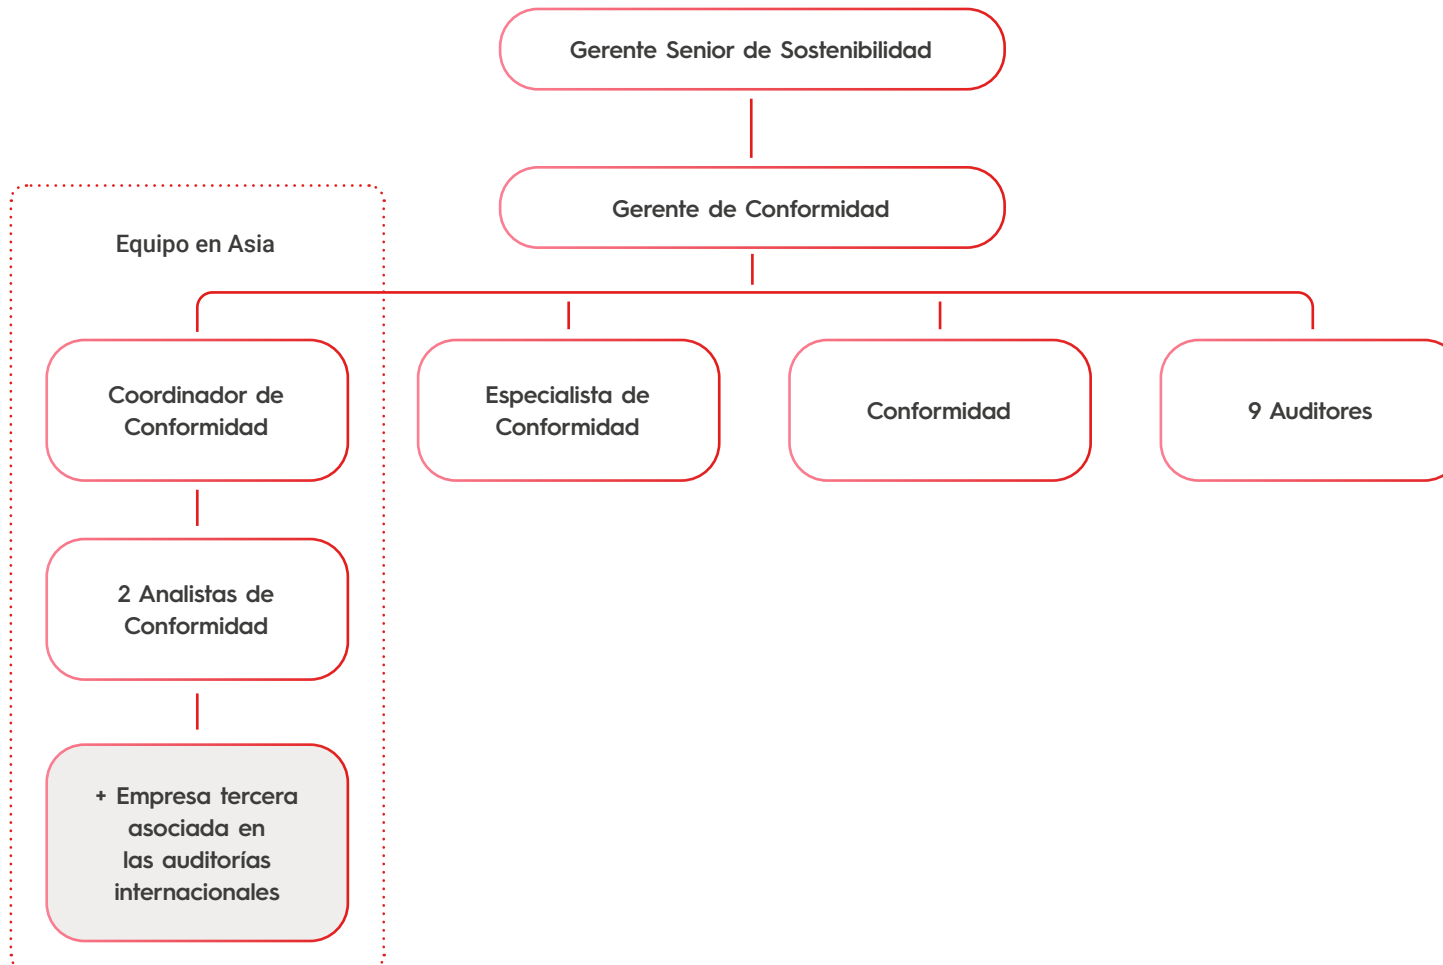 Gerente Senior de Sostenibilidad
Gerente de Conformidad
Equipo en Asia
Coordinador de
Conformidad
Especialista de
Conformidad
Conformidad
9 Auditores
2 Analistas de
Conformidad
+ Empresa tercera
asociada en
las auditorías
internacionales